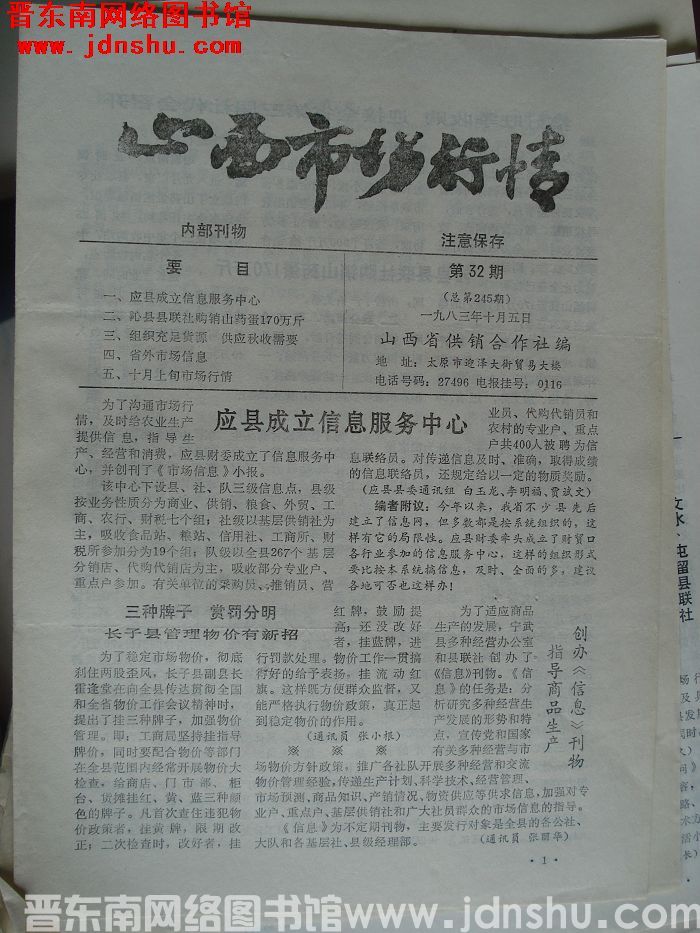 晋东南网络图书馆
www.jdnshu.com
山西市场行情
内部刊物
注意保存
要目
一、应县成立信息服务中心
二、沁县县联社购销山药蛋170万斤
三、组织充足货源 供应秋收需要
四、省外市场信息
五、十月上旬市场行情
第32期
(总第245期)
一九八三年十月五日
山西省供销合作社编
地址:太原市迎泽大街贸易大楼
电话号码:27496 电报挂号:0116
应县成立信息服务中心
为了沟通市场行
情,及时给农业生产
提供信息,指导生
产、经营和消费,应县财委成立了信息服务中
心,并创刊了《市场信息》小报。
该中心下设县、社、队三级信息点,县级
按业务性质分为商业、供销、粮食、外贸、工
商、农行、财税七个组;社级以基层供销社为
主,吸收食品站、粮站、信用社、工商所、财
税所参加分为19个组;队级以全县267个基层
分销店、代购代销店为主,吸收部分专业户、
重点户参加。有关单位的采购员、推销员、营
业员、代购代销员和
农村的专业户、重点
户共400人被聘为信
息联络员。对传递信息及时、准确,取得成绩
的信息联络员,还规定给以一定的物质奖励。
(应县县委通讯组 白玉龙、李明福、贾斌文)
编者附议:今年以来,我省不少县先后
建立了信息网,但多数都是按系统组织的,这
样有它的局限性。应县财委牵头成立了财贸口
各行业参加的信息服务中心,这样的组织形式
要比按本系统搞信息,及时、全面的多,建议
各地可否也这样办!
三种牌子 赏罚分明
长子县管理物价有新招
为了稳定市场物价,彻底
刹住两股歪风,长子县副县长
霍逢堂在向全县传达贯彻全国
和全省物价工作会议精神时,
提出了挂三种牌子,加强物价
管理。即:工商局坚持挂指导
牌价,同时要配合物价等部门
在全县范围内经常开展物价大
检查,给商店、门市部、柜
台、货摊挂红、黄、蓝三种颜
色的牌子。凡首次查住违犯物
价政策者,挂黄牌,限期改
正;二次检查时,改好者,挂
红牌,鼓励提
高;还没改好
者,挂蓝牌,进
行罚款处理。物价工作一贯搞
得好的给予表扬,挂流动红
旗。这样既方便群众监督,又
能严格执行物价政策,真正起
到稳定物价的作用。
(通讯员 张小根)
※ ※ ※
创办《信息》刊物
指导商品生产
为了适应商品
生产的发展,宁武
县多种经营办公室
和县联社创办了
《信息》刊物。《信
息》的任务是:分
析研究多种经营生
产发展的形势和特
点,宣传党和国家
有关多种经营与市
场物价方针政策,推广各社队开展多种经营和交流
物价管理经验,传递生产计划、科学技术、经营管理、
市场预测、商品知识、产销情况、物资供应等供求信息,加强对专
业户、重点户、基层供销社和广大社员群众的市场信息的指导。
《信息》为不定期刊物,主要发行对象是全县的各公社、
大队和各基层社、县级经理部。 (通讯员 张丽华)
·1·
文水、屯留县联社
晋东南网络图书馆 www.jdnshu.com